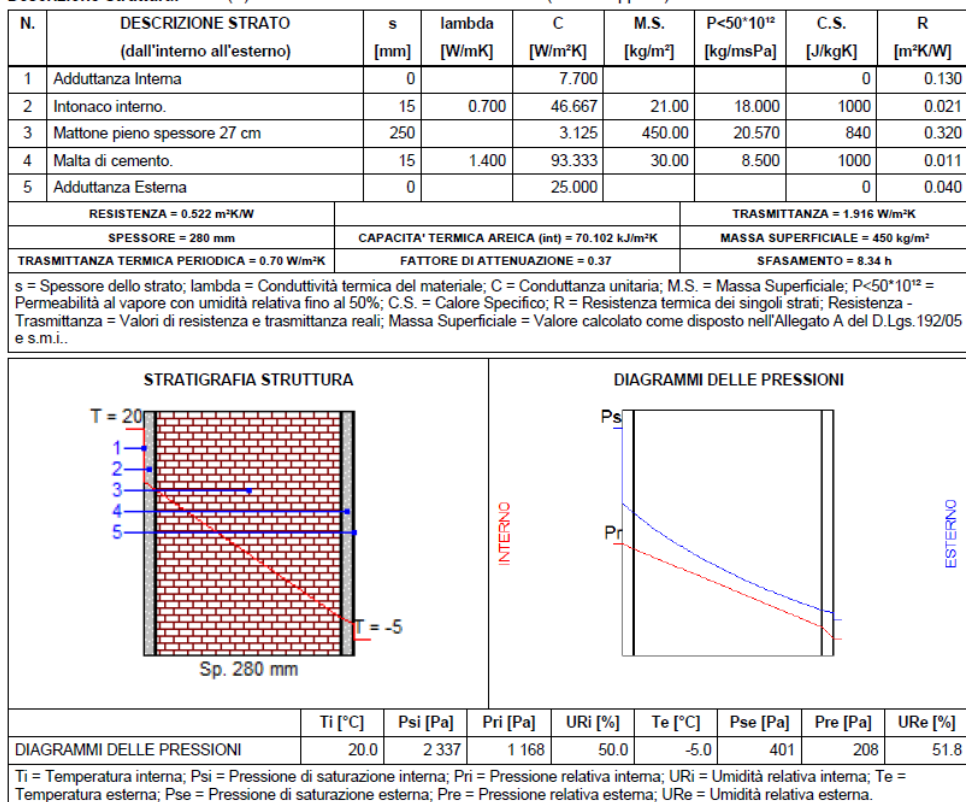 N. DESCRIZIONE STRATO s lambda C M.S. P<50*10¹² C.S. R
(dall'interno all'esterno) [mm] [W/mK] [W/m²K] [kg/m²] [kg/msPa] [J/kgK] [m²K/W]
1 Adduttanza Interna 0 7.700 0 0.130
2 Intonaco interno. 15 0.700 46.667 21.00 18.000 1000 0.021
3 Mattone pieno spessore 27 cm 250 3.125 450.00 20.570 840 0.320
4 Malta di cemento. 15 1.400 93.333 30.00 8.500 1000 0.011
5 Adduttanza Esterna 0 25.000 0 0.040
RESISTENZA = 0.522 m²K/W TRASMITTANZA = 1.916 W/m²K
SPESSORE = 280 mm CAPACITA' TERMICA AREICA (int) = 70.102 kJ/m²K MASSA SUPERFICIALE = 450 kg/m²
TRASMITTANZA TERMICA PERIODICA = 0.70 W/m²K FATTORE DI ATTENUAZIONE = 0.37 SFASAMENTO = 8.34 h
s = Spessore dello strato; lambda = Conduttività termica del materiale; C = Conduttanza unitaria; M.S. = Massa Superficiale; P<50*10¹² =
Permeabilità al vapore con umidità relativa fino al 50%; C.S. = Calore Specifico; R = Resistenza termica dei singoli strati; Resistenza -
Trasmittanza = Valori di resistenza e trasmittanza reali; Massa Superficiale = Valore calcolato come disposto nell'Allegato A del D.Lgs.192/05
e s.m.i..
STRATIGRAFIA STRUTTURA
T = 20
1
2
3
4
5
T = -5
Sp. 280 mm
DIAGRAMMI DELLE PRESSIONI
Ps
Pr
INTERNO
ESTERNO
Ti [°C] Psi [Pa] Pri [Pa] URi [%] Te [°C] Pse [Pa] Pre [Pa] URe [%]
DIAGRAMMI DELLE PRESSIONI 20.0 2 337 1 168 50.0 -5.0 401 208 51.8
Ti = Temperatura interna; Psi = Pressione di saturazione interna; Pri = Pressione relativa interna; URi = Umidità relativa interna; Te =
Temperatura esterna; Pse = Pressione di saturazione esterna; Pre = Pressione relativa esterna; URe = Umidità relativa esterna.